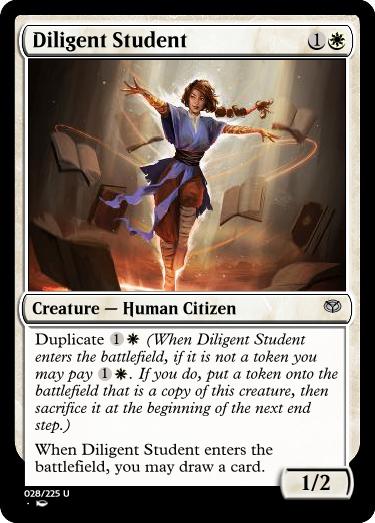 Diligent Student 1
Creature — Human Citizen
Duplicate 1 (When Diligent Student
enters the battlefield, if it is not a token you
may pay 1 . If you do, put a token onto the
battlefield that is a copy of this creature, then
sacrifice it at the beginning of the next end
step.)
When Diligent Student enters the
battlefield, you may draw a card.
1/2
028/225 U